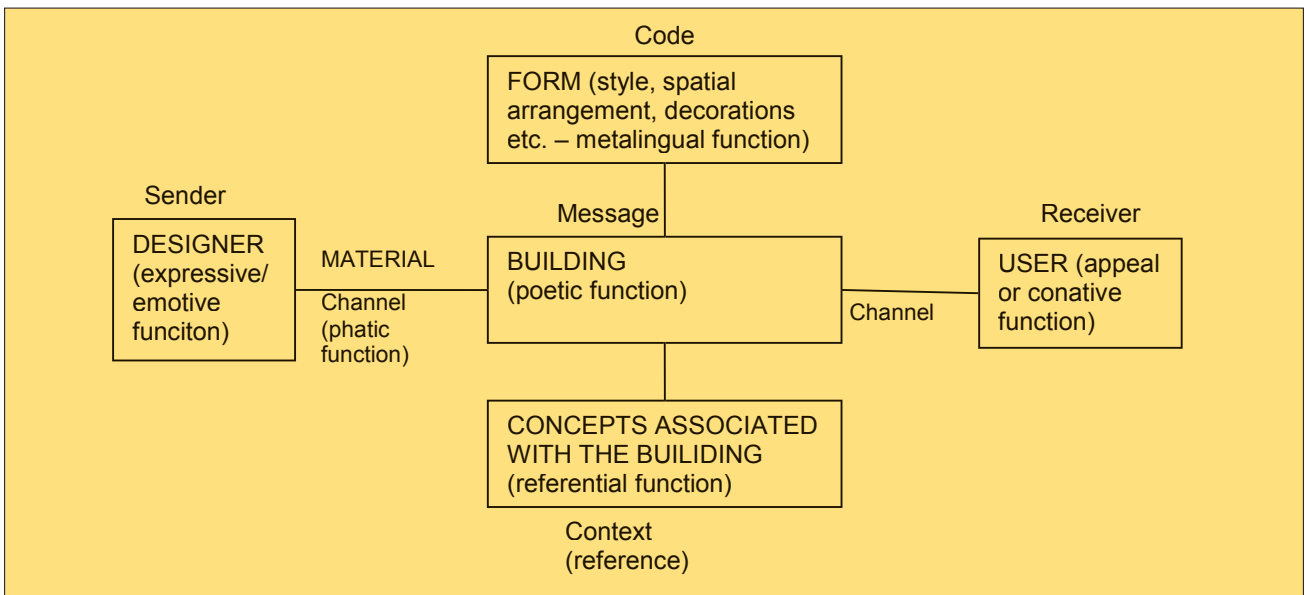 Code
FORM (style, spatial
arrangement, decorations
etc. – metalingual function)
Sender
DESIGNER
(expressive/
emotive
funciton)
MATERIAL
Channel
(phatic
function)
Message
BUILDING
(poetic function)
Channel
Receiver
USER (appeal
or conative
function)
CONCEPTS ASSOCIATED
WITH THE BUILIDING
(referential function)
Context
(reference)